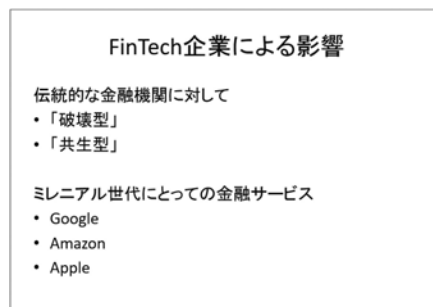 FinTech企業による影響
伝統的な金融機関に対して
• 「破壊型」
• 「共生型」
ミレニアル世代にとっての金融サービス
• Google
• Amazon
• Apple